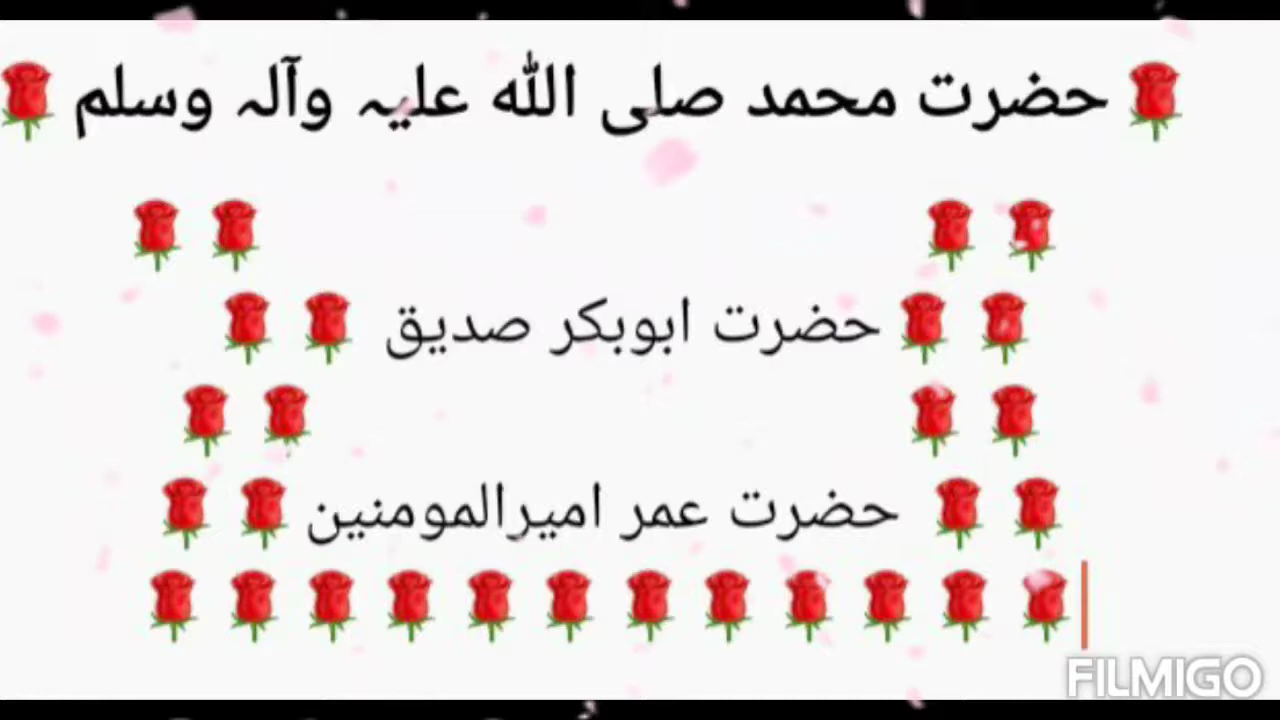 حضرت محمد صلی اللہ علیہ وآلہ وسلم
حضرت ابوبکر صدیق
حضرت عمر امیرالمومنین
FILMIGO